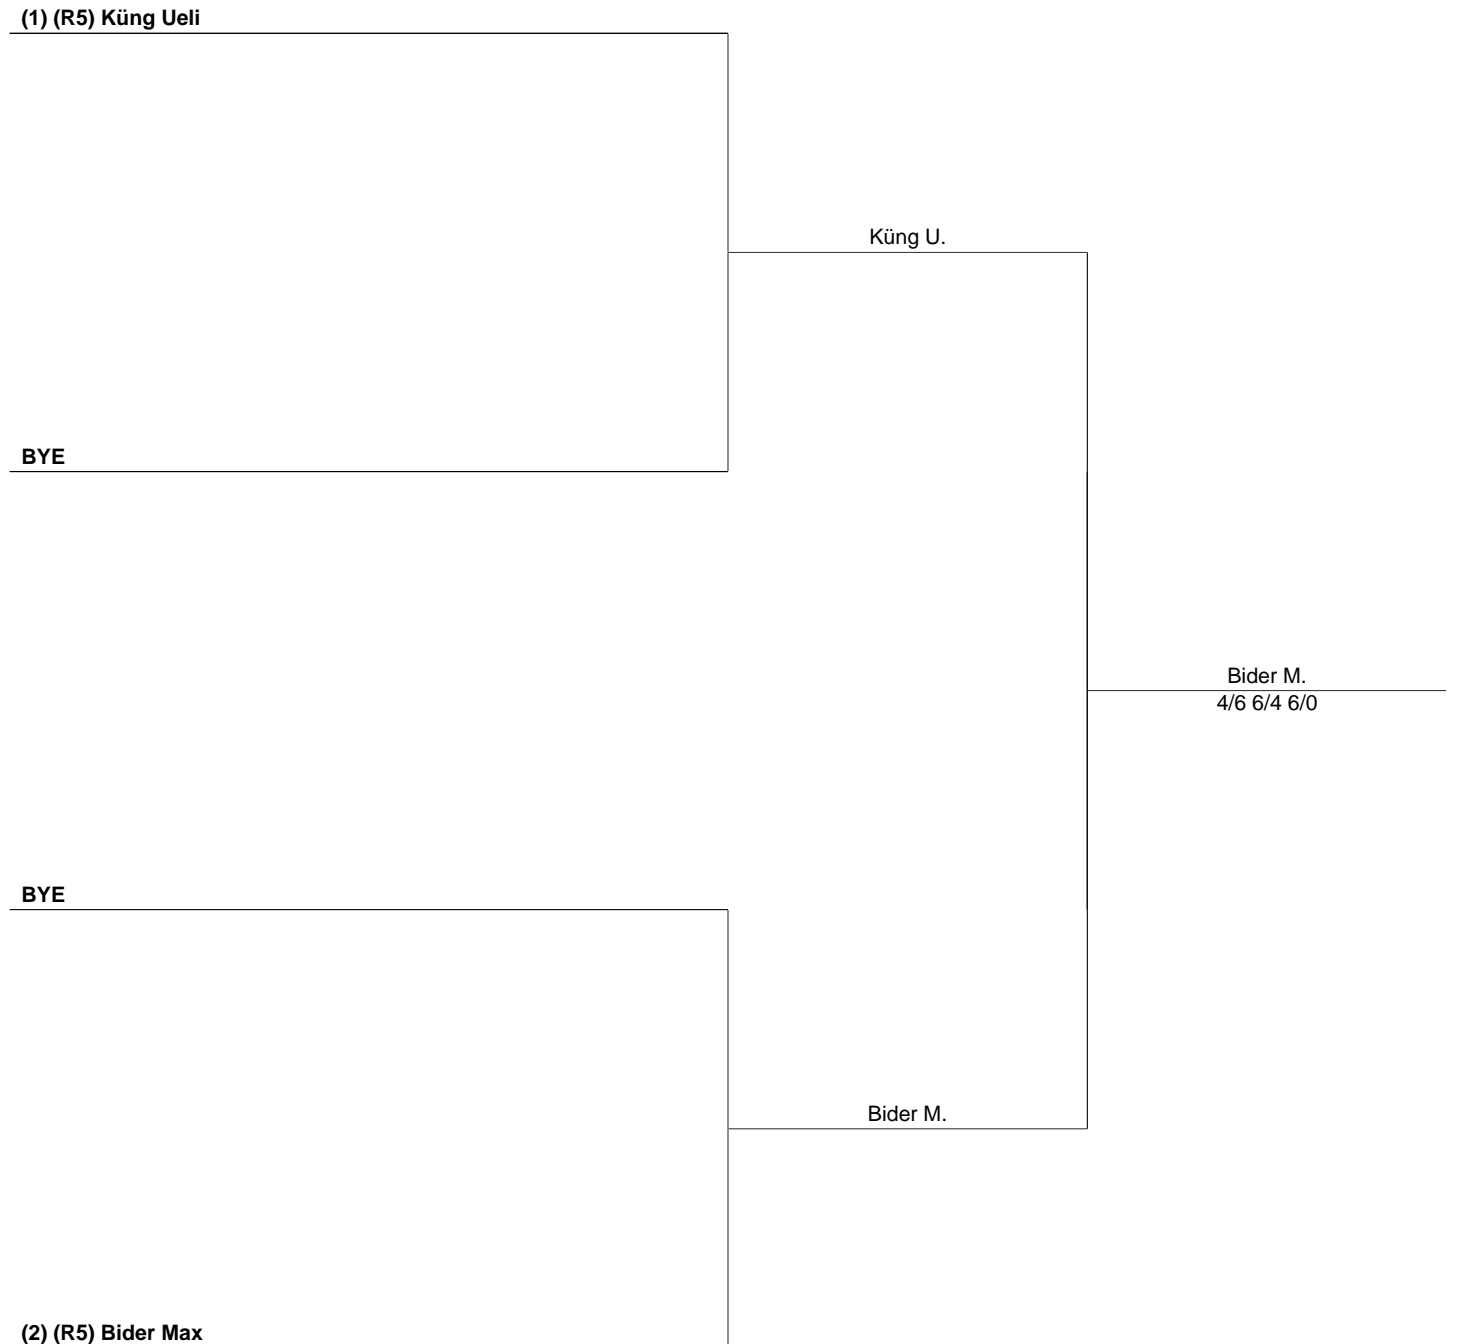 (1) (R5) Küng Ueli
Küng U.
BYE
Bider M.
4/6 6/4 6/0
BYE
Bider M.
(2) (R5) Bider Max